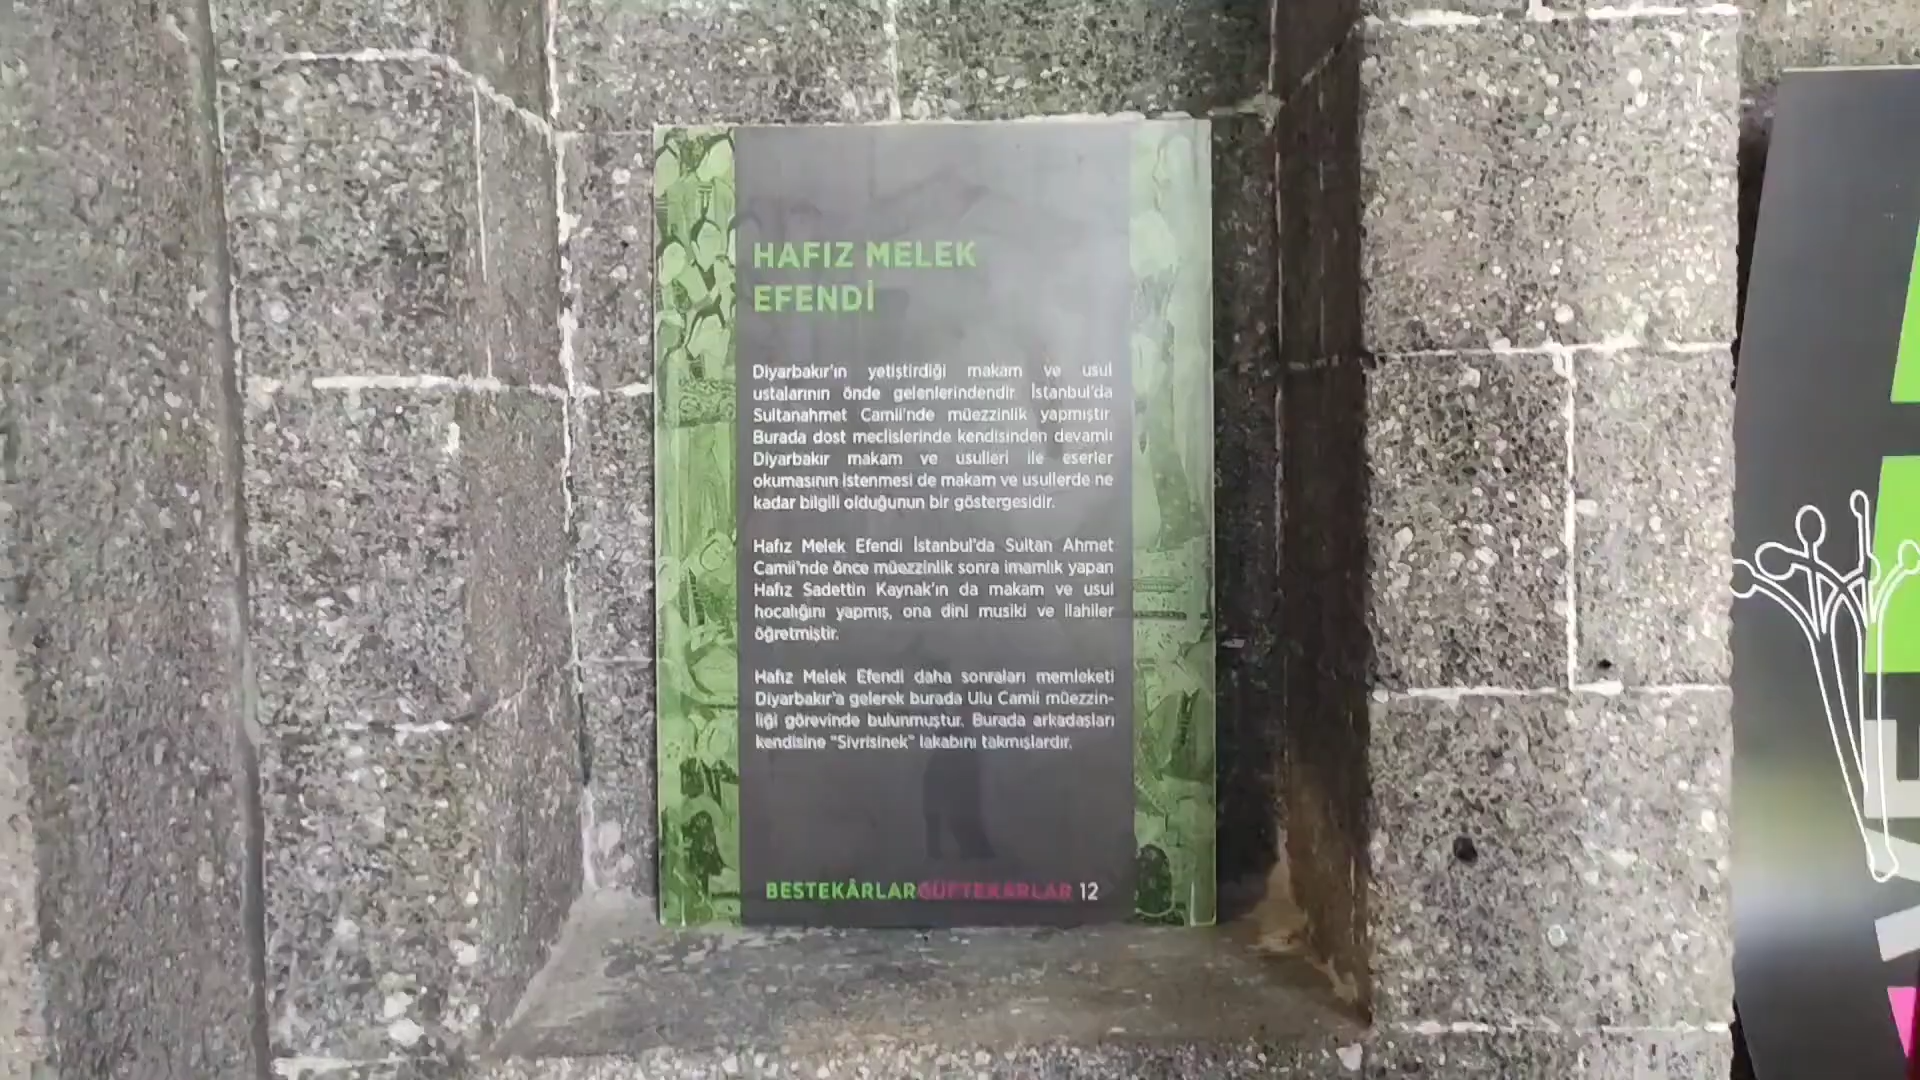 HAFIZ MELEK
EFENDİ
Diyarbakır'ın yetiştirdiği makam ve usul
ustalarının önde gelenlerindendir. İstanbul'da
Sultanahmet Camii'nde müezzinlik yapmıştır.
Burada dost meclislerinde kendisinden devamlı
Diyarbakır makam ve usulleri ile eserler
okumasının istenmesi de makam ve usullerde ne
kadar bilgili olduğunun bir göstergesidir.
Hafız Melek Efendi İstanbul'da Sultan Ahmet
Camii'nde önce müezzinlik sonra imamlık yapan
Hafız Sadettin Kaynak'ın da makam ve usul
hocalığını yapmış, ona dini musiki ve ilahiler
öğretmiştir.
Hafız Melek Efendi daha sonraları memleketi
Diyarbakır'a gelerek burada Ulu Camii müezzin-
liği görevinde bulunmuştur. Burada arkadaşları
kendisine "Sivrisinek" lakabını takmışlardır.
BESTEKÂRLARGÜFTEKARLAR 12